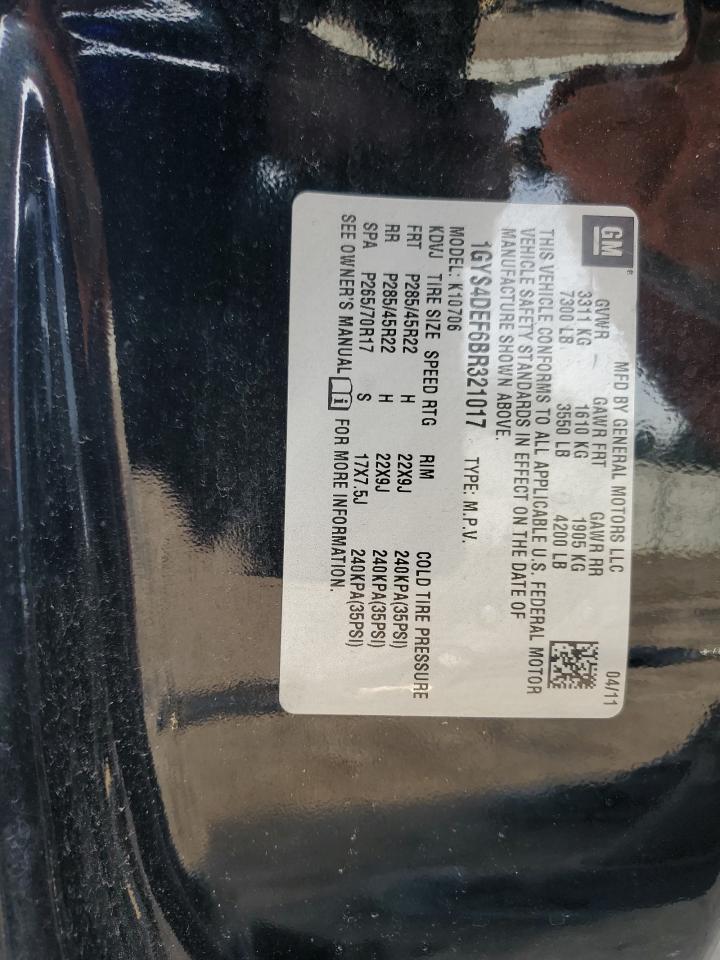 GM
MFD BY GENERAL MOTORS LLC 04/11
GVWR GAWR FRT GAWR RR
3311 KG 1610 KG 1905 KG
7300 LB 3550 LB 4200 LB
THIS VEHICLE CONFORMS TO ALL APPLICABLE U.S. FEDERAL MOTOR
VEHICLE SAFETY STANDARDS IN EFFECT ON THE DATE OF
MANUFACTURE SHOWN ABOVE.
1GYS4DEF6BR321017 TYPE: M.P.V.
MODEL: K10706
KDVJ TIRE SIZE SPEED RTG RIM COLD TIRE PRESSURE
FRT P285/45R22 H 22X9J 240KPA(35PSI)
RR P285/45R22 H 22X9J 240KPA(35PSI)
SPA P265/70R17 S 17X7.5J 240KPA(35PSI)
SEE OWNER'S MANUAL i FOR MORE INFORMATION.